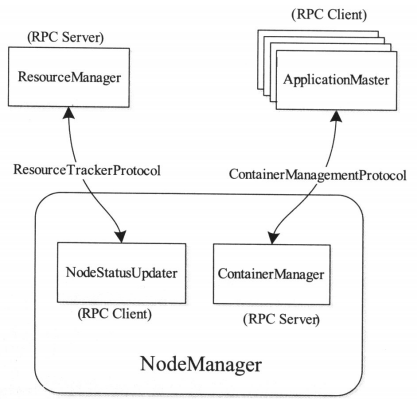 (RPC Server)
ResourceManager
(RPC Client)
ApplicationMaster
ResourceTrackerProtocol
ContainerManagementProtocol
NodeStatusUpdater
(RPC Client)
ContainerManager
(RPC Server)
NodeManager